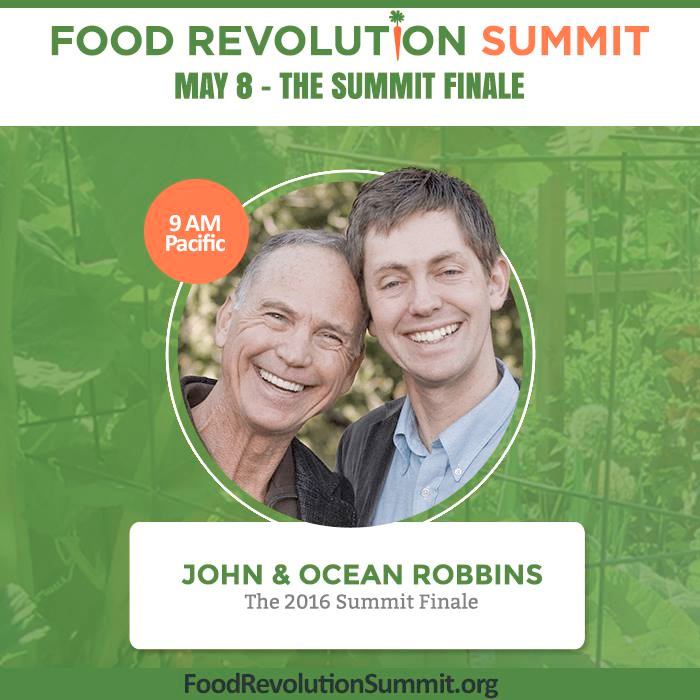 FOOD REVOLUTION SUMMIT
MAY 8 - THE SUMMIT FINALE
9 AM
Pacific
JOHN & OCEAN ROBBINS
The 2016 Summit Finale
FoodRevolutionSummit.org